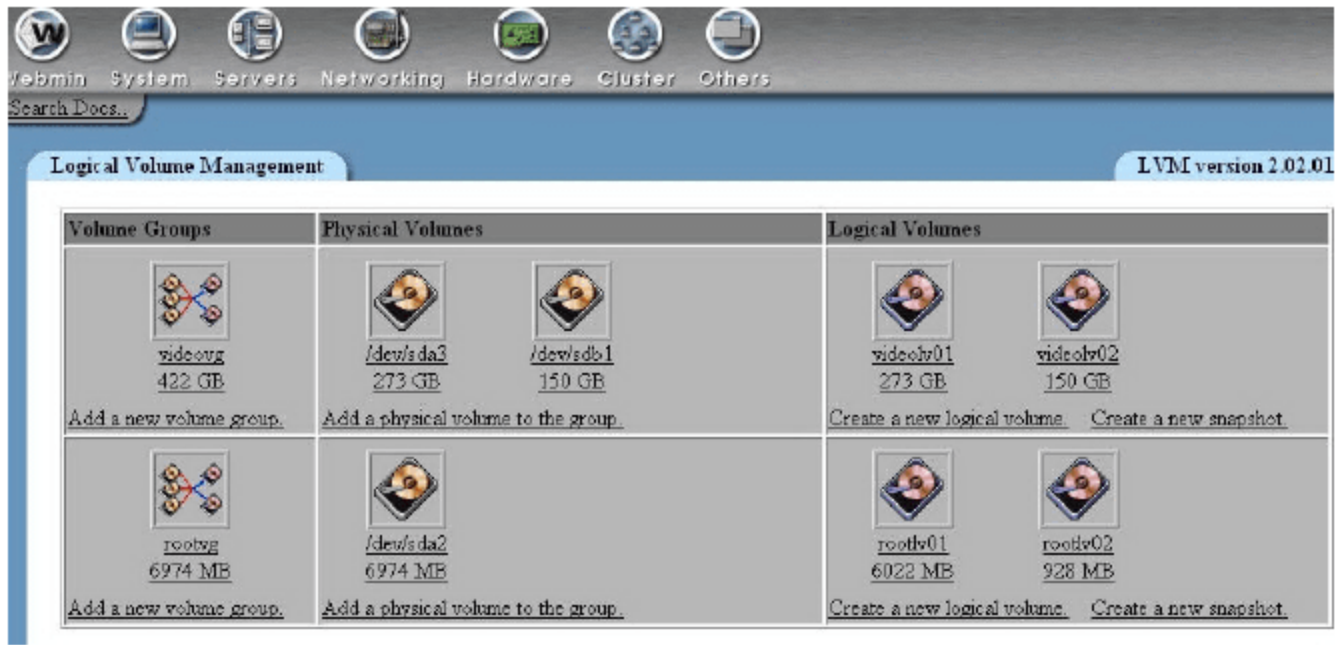 Webmin System Servers Networking Hardware Cluster Others
Search Docs..
Logical Volume Management LVM version 2.02.01
Volume Groups Physical Volumes Logical Volumes
videovg /dev/sda3 /dev/sdb1 videolv01 videolv02
422 GB 273 GB 150 GB 273 GB 150 GB
Add a new volume group. Add a physical volume to the group. Create a new logical volume. Create a new snapshot.
rootvg /dev/sda2 rootlv01 rootlv02
6974 MB 6974 MB 6022 MB 928 MB
Add a new volume group. Add a physical volume to the group. Create a new logical volume. Create a new snapshot.